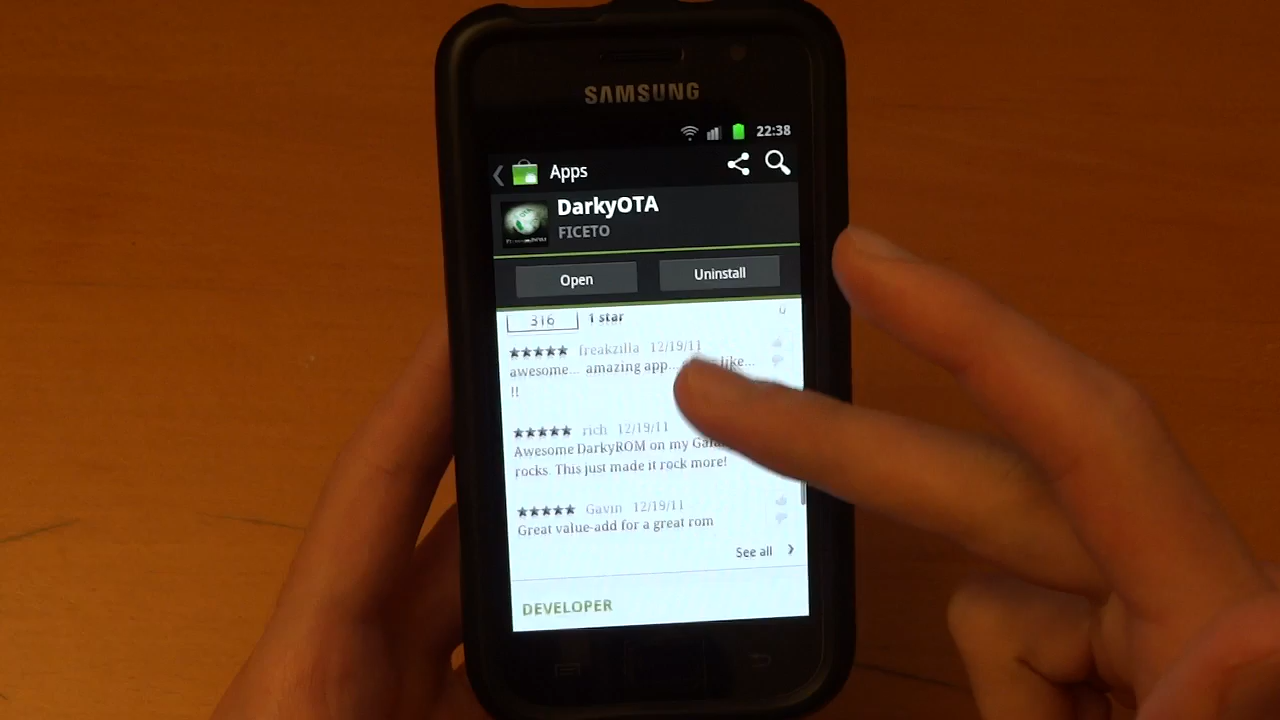 SAMSUNG
22:38
Apps
DarkyOTA
FICETO
Open Uninstall
316 1 star 0
freakzilla 12/19/11
awesome... amazing app... like...
!!
rich 12/19/11
Awesome DarkyROM on my
rocks. This just made it rock more!
Gavin 12/19/11
Great value-add for a great rom
See all
DEVELOPER